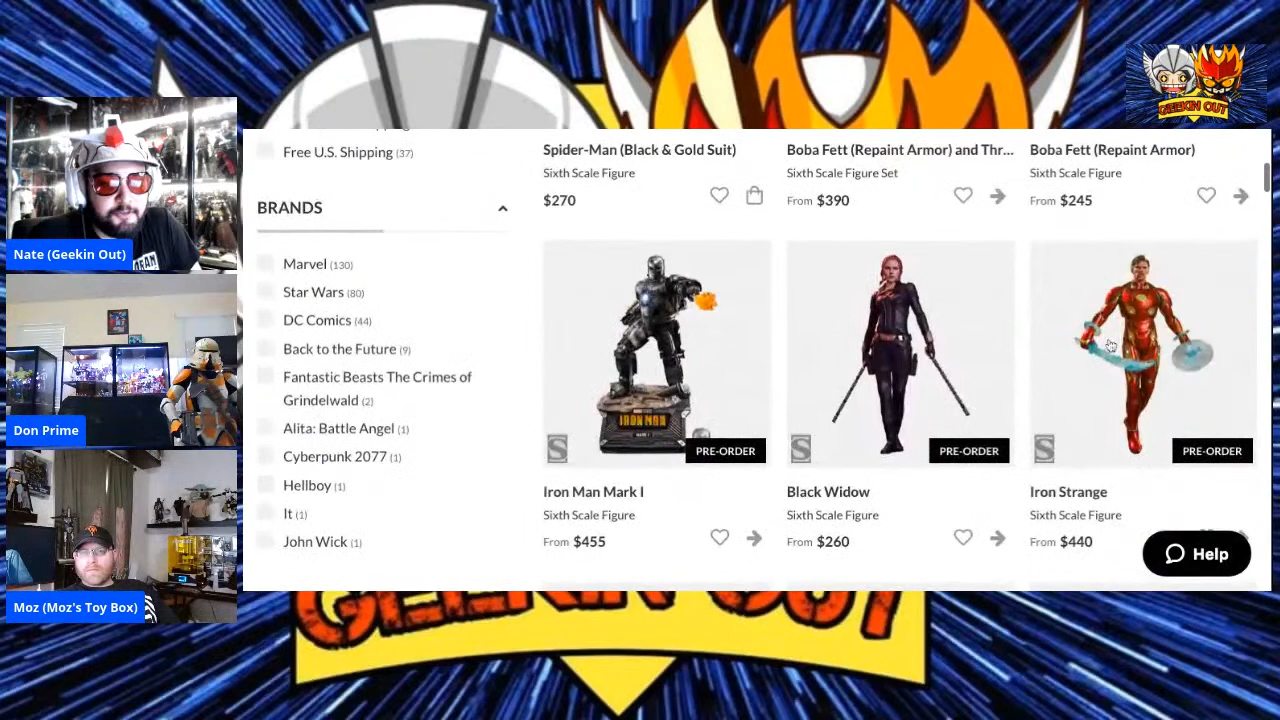 GEEKIN OUT
Nate (Geekin Out)
Don Prime
Moz (Moz's Toy Box)
Free U.S. Shipping (37)
BRANDS
Marvel (130)
Star Wars (80)
DC Comics (44)
Back to the Future (9)
Fantastic Beasts The Crimes of
Grindelwald (2)
Alita: Battle Angel (1)
Cyberpunk 2077 (1)
Hellboy (1)
It (1)
John Wick (1)
Spider-Man (Black & Gold Suit)
Sixth Scale Figure
$270
Boba Fett (Repaint Armor) and Thr...
Sixth Scale Figure Set
From $390
Boba Fett (Repaint Armor)
Sixth Scale Figure
From $245
IRON MAN
S
PRE-ORDER
Iron Man Mark I
Sixth Scale Figure
From $455
S
PRE-ORDER
Black Widow
Sixth Scale Figure
From $260
S
PRE-ORDER
Iron Strange
Sixth Scale Figure
From $440
Help
GEEKIN OUT